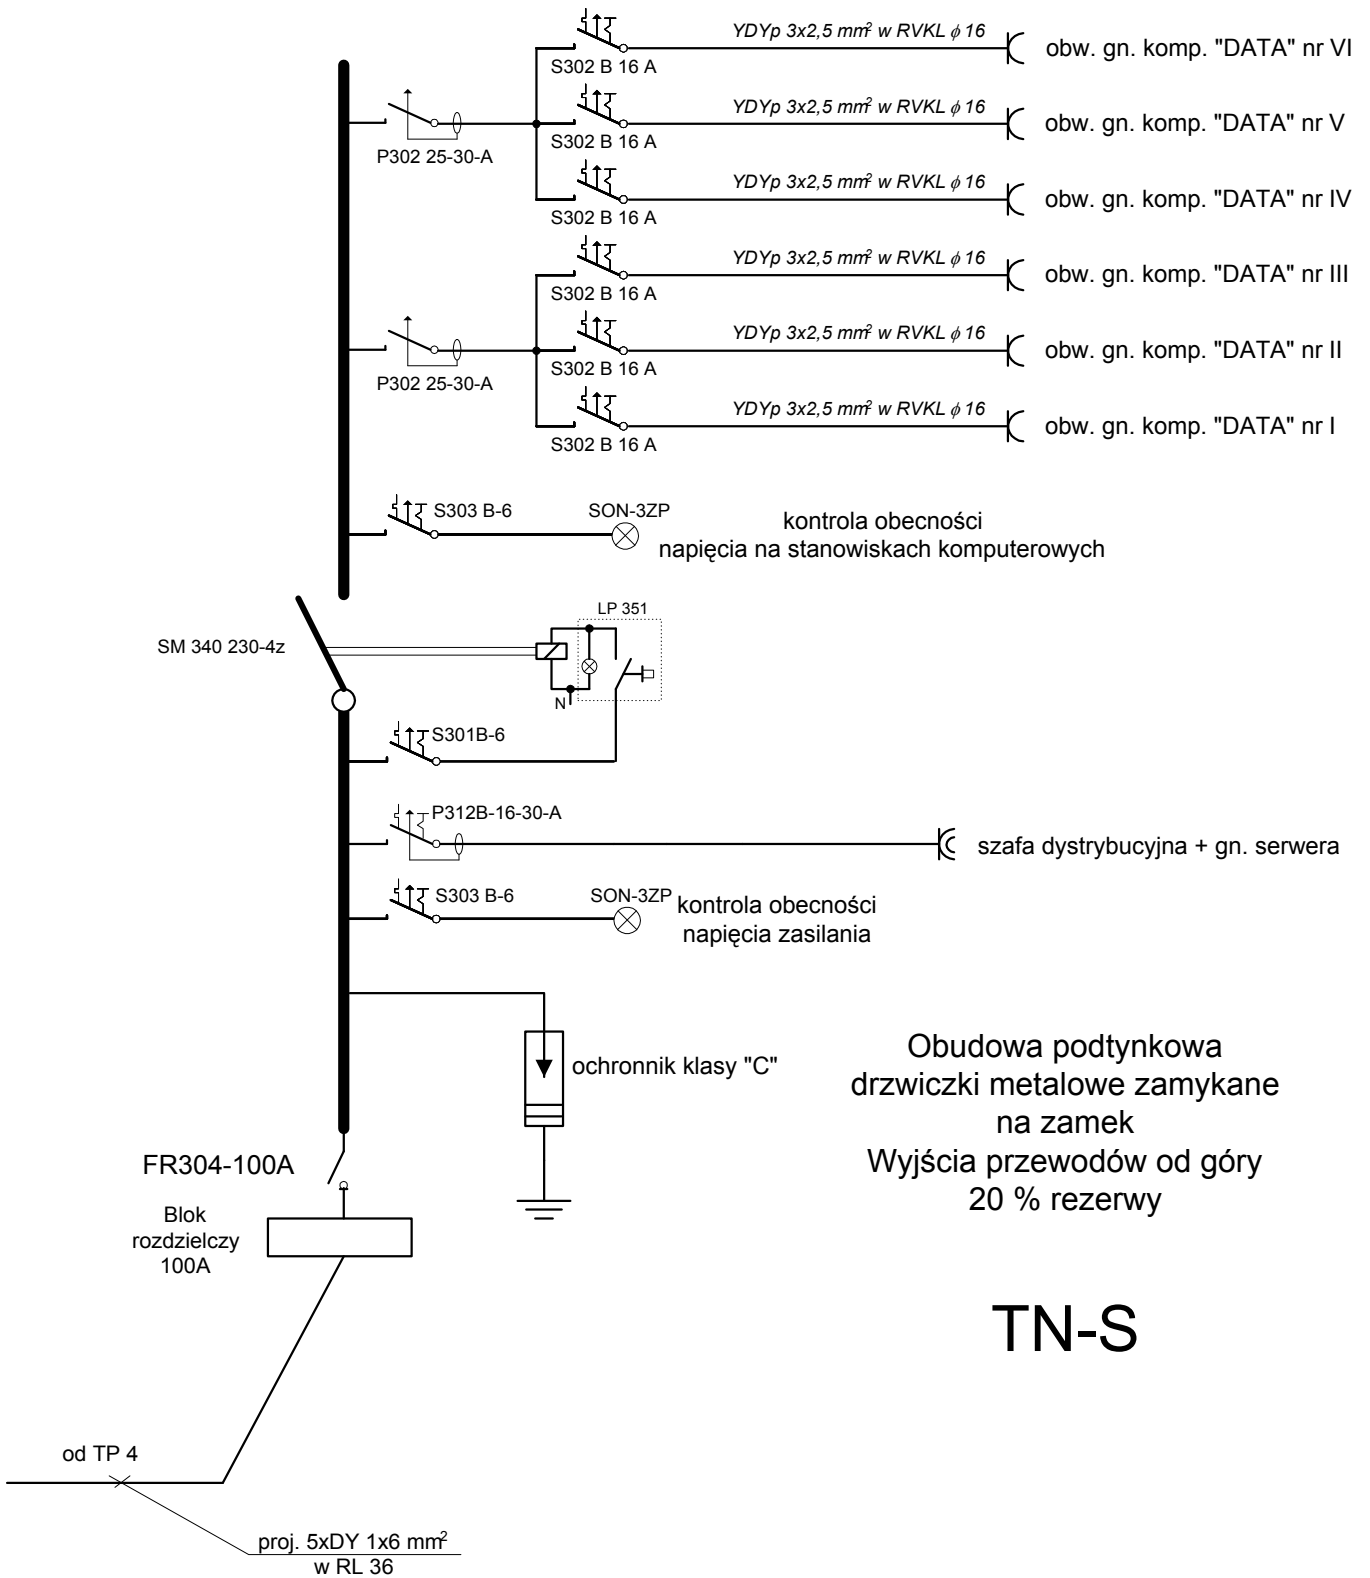 YDYp 3x2,5 mm² w RVKL ϕ 16
obw. gn. komp. "DATA" nr VI
S302 B 16 A
YDYp 3x2,5 mm² w RVKL ϕ 16
obw. gn. komp. "DATA" nr V
P302 25-30-A
S302 B 16 A
YDYp 3x2,5 mm² w RVKL ϕ 16
obw. gn. komp. "DATA" nr IV
S302 B 16 A
YDYp 3x2,5 mm² w RVKL ϕ 16
obw. gn. komp. "DATA" nr III
S302 B 16 A
YDYp 3x2,5 mm² w RVKL ϕ 16
obw. gn. komp. "DATA" nr II
P302 25-30-A
S302 B 16 A
YDYp 3x2,5 mm² w RVKL ϕ 16
obw. gn. komp. "DATA" nr I
S302 B 16 A
S303 B-6
SON-3ZP
kontrola obecności
napięcia na stanowiskach komputerowych
LP 351
SM 340 230-4z
N
S301B-6
P312B-16-30-A
szafa dystrybucyjna + gn. serwera
S303 B-6
SON-3ZP
kontrola obecności
napięcia zasilania
ochronnik klasy "C"
Obudowa podtynkowa
drzwiczki metalowe zamykane
na zamek
Wyjścia przewodów od góry
20 % rezerwy
FR304-100A
Blok
rozdzielczy
100A
TN-S
od TP 4
proj. 5xDY 1x6 mm²
w RL 36